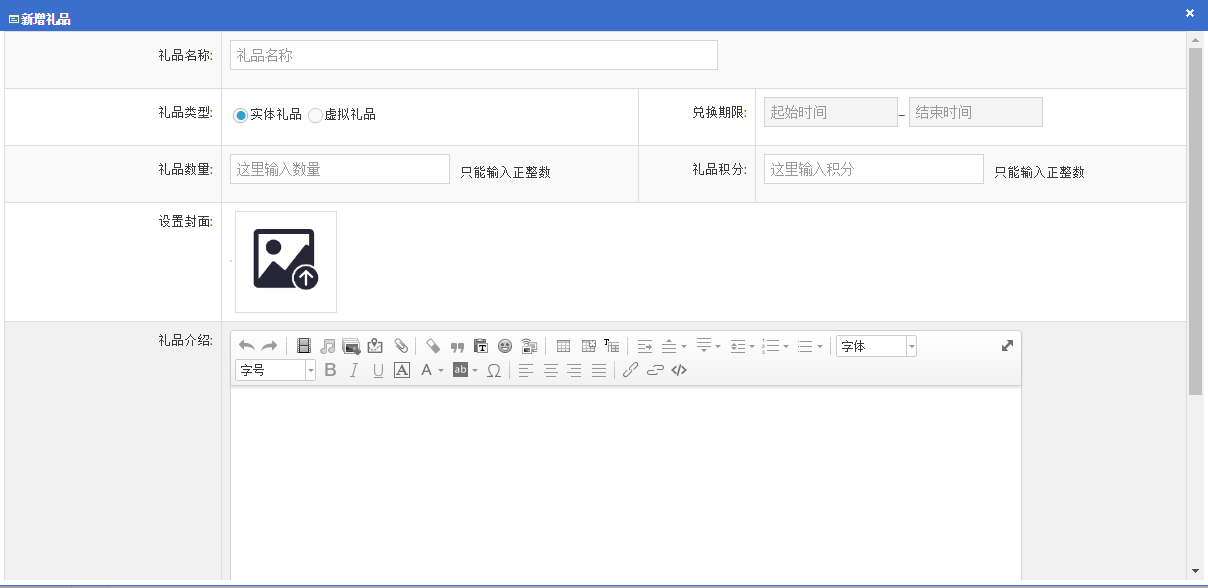 新增礼品
礼品名称: 礼品名称
礼品类型: 实体礼品 虚拟礼品 兑换期限: 起始时间 – 结束时间
礼品数量: 这里输入数量 只能输入正整数 礼品积分: 这里输入积分 只能输入正整数
设置封面:
礼品介绍:
字体
字号 B I U A A ab Ω